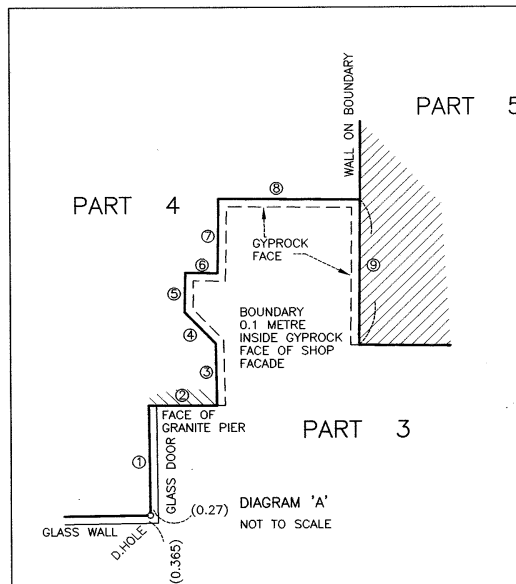 PART 5
WALL ON BOUNDARY
PART 4
⑧
⑦
GYPROCK
FACE
⑥
⑨
⑤
BOUNDARY
0.1 METRE
INSIDE GYPROCK
FACE OF SHOP
FACADE
④
③
②
FACE OF
GRANITE PIER
PART 3
①
GLASS DOOR
(0.27)
DIAGRAM 'A'
NOT TO SCALE
GLASS WALL
D.HOLE
(0.365)